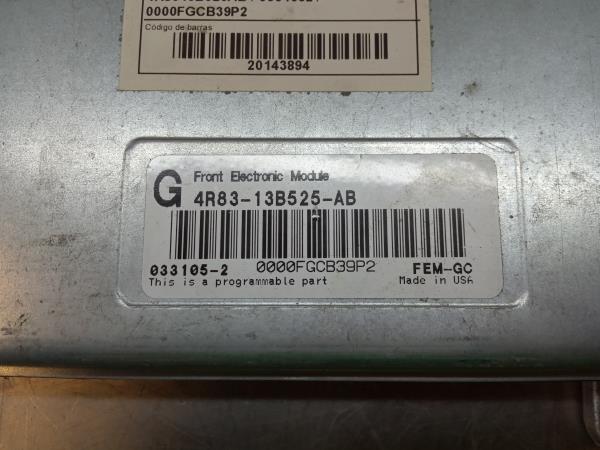 0000FGCB39P2
Código de barras
20143894
G Front Electronic Module
4R83-13B525-AB
033105-2 0000FGCB39P2 FEM-GC
This is a programmable part Made in USA